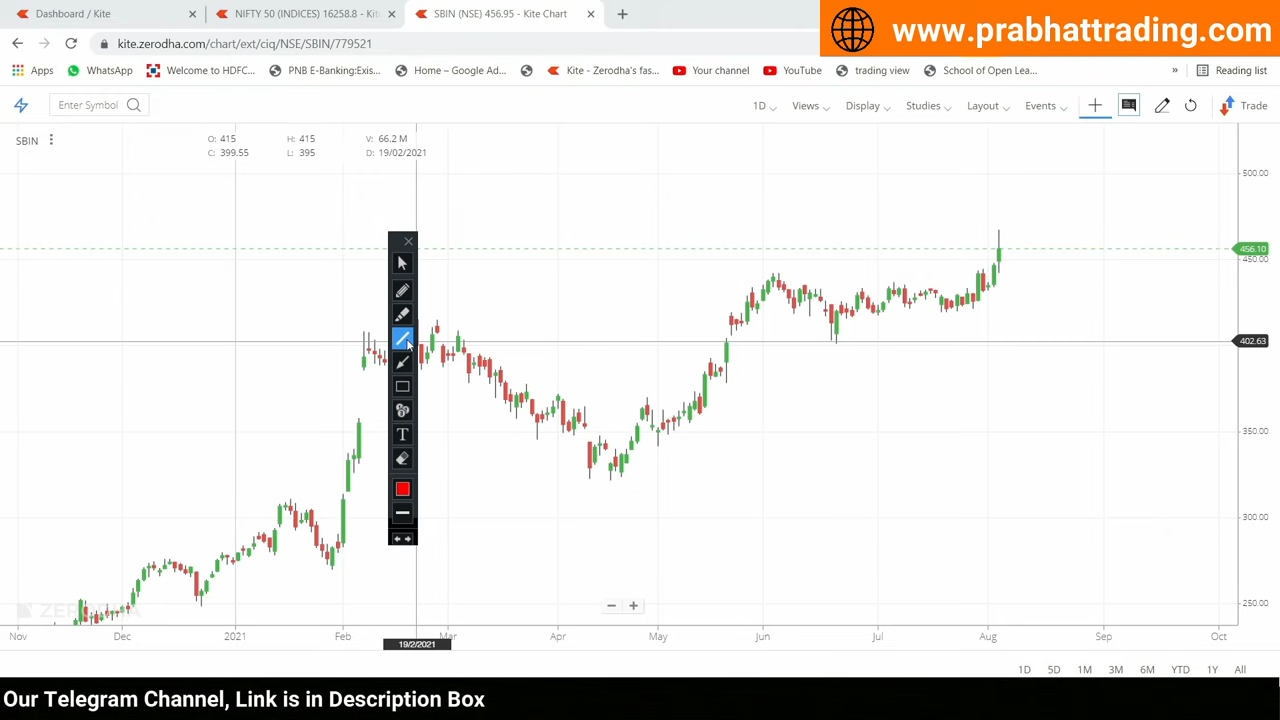 Dashboard / Kite
NIFTY 50 (INDICES) 16258.8 - Kit
SBIN (NSE) 456.95 - Kite Chart
www.prabhattrading.com
kite.zerodha.com/chart/ext/ciq/NSE/SBIN/779521
Apps
WhatsApp
Welcome to HDFC...
PNB E-Banking:Exis...
Home – Google Ad...
Kite - Zerodha's fas...
Your channel
YouTube
trading view
School of Open Lea...
»
Reading list
Enter Symbol
1D
Views
Display
Studies
Layout
Events
Trade
SBIN
O: 415
H: 415
V: 66.2 M
C: 399.55
L: 395
D: 19/02/2021
500.00
456.10
450.00
402.63
350.00
300.00
250.00
T
ZERODHA
Nov
Dec
2021
Feb
Mar
Apr
May
Jun
Jul
Aug
Sep
Oct
19/2/2021
1D
5D
1M
3M
6M
YTD
1Y
All
Our Telegram Channel, Link is in Description Box